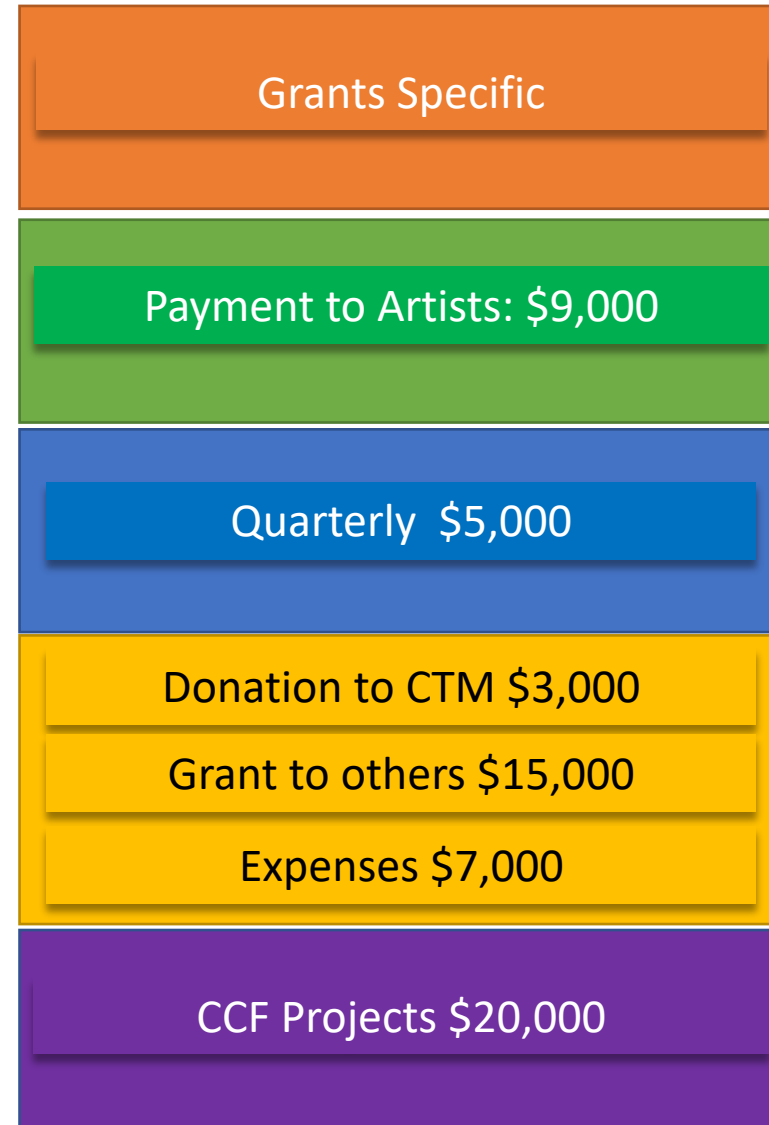 Grants Specific
Payment to Artists: $9,000
Quarterly  $5,000
Donation to CTM $3,000
Grant to others $15,000
Expenses $7,000
CCF Projects $20,000